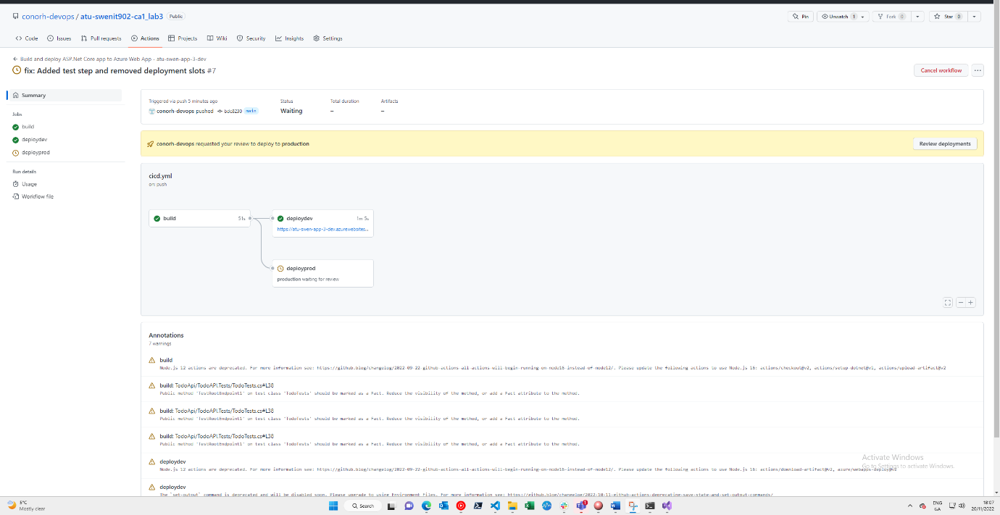 conorh-devops / atu-swenit902-ca1_lab3 Public
Pin Unwatch 1 Fork 0 Star 0
Code Issues Pull requests Actions Projects Wiki Security Insights Settings
Build and deploy ASP.Net Core app to Azure Web App - atu-swen-app-3-dev
fix: Added test step and removed deployment slots #7
Cancel workflow
Summary
Jobs
build
deploydev
deployprod
Run details
Usage
Workflow file
Triggered via push 5 minutes ago
conorh-devops pushed bdc8230 main
Status
Waiting
Total duration
–
Artifacts
–
conorh-devops requested your review to deploy to production
Review deployments
cicd.yml
on: push
build 51s
deploydev 1m 5s
https://atu-swen-app-3-dev.azurewebsites...
deployprod
production waiting for review
Annotations
7 warnings
build
Node.js 12 actions are deprecated. For more information see: https://github.blog/changelog/2022-09-22-github-actions-all-actions-will-begin-running-on-node16-instead-of-node12/. Please update the following actions to use Node.js 16: actions/checkout@v2, actions/setup-dotnet@v1, actions/upload-artifact@v2
build: TodoApi/TodoAPI.Tests/TodoTests.cs#L38
Public method 'TestRootEndpoint1' on test class 'TodoTests' should be marked as a Fact. Reduce the visibility of the method, or add a Fact attribute to the method.
build: TodoApi/TodoAPI.Tests/TodoTests.cs#L38
Public method 'TestRootEndpoint1' on test class 'TodoTests' should be marked as a Fact. Reduce the visibility of the method, or add a Fact attribute to the method.
build: TodoApi/TodoAPI.Tests/TodoTests.cs#L38
Public method 'TestRootEndpoint1' on test class 'TodoTests' should be marked as a Fact. Reduce the visibility of the method, or add a Fact attribute to the method.
deploydev
Node.js 12 actions are deprecated. For more information see: https://github.blog/changelog/2022-09-22-github-actions-all-actions-will-begin-running-on-node16-instead-of-node12/. Please update the following actions to use Node.js 16: actions/download-artifact@v2, azure/webapps-deploy@v2
deploydev
The `set-output` command is deprecated and will be disabled soon. Please upgrade to using Environment Files. For more information see: https://github.blog/changelog/2022-10-11-github-actions-deprecating-save-state-and-set-output-commands/
Activate Windows
Go to Settings to activate Windows.
5°C
Mostly clear
Search
1
ENG
GA
18:07
20/11/2022